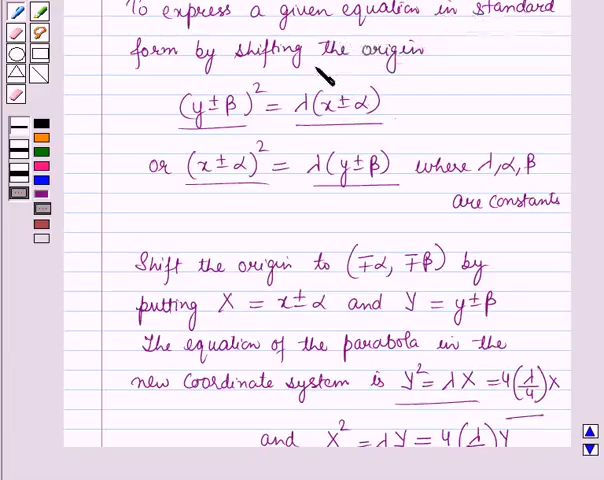 To express a given equation in standard
form by shifting the origin
(y ± β)² = λ(x ± α)
or (x ± α)² = λ(y ± β) where λ, α, β
are constants
Shift the origin to (∓α, ∓β) by
putting X = x ± α and Y = y ± β
The equation of the parabola in the
new coordinate system is Y² = λX = 4(λ/4)X
and X² = λY = 4(λ/